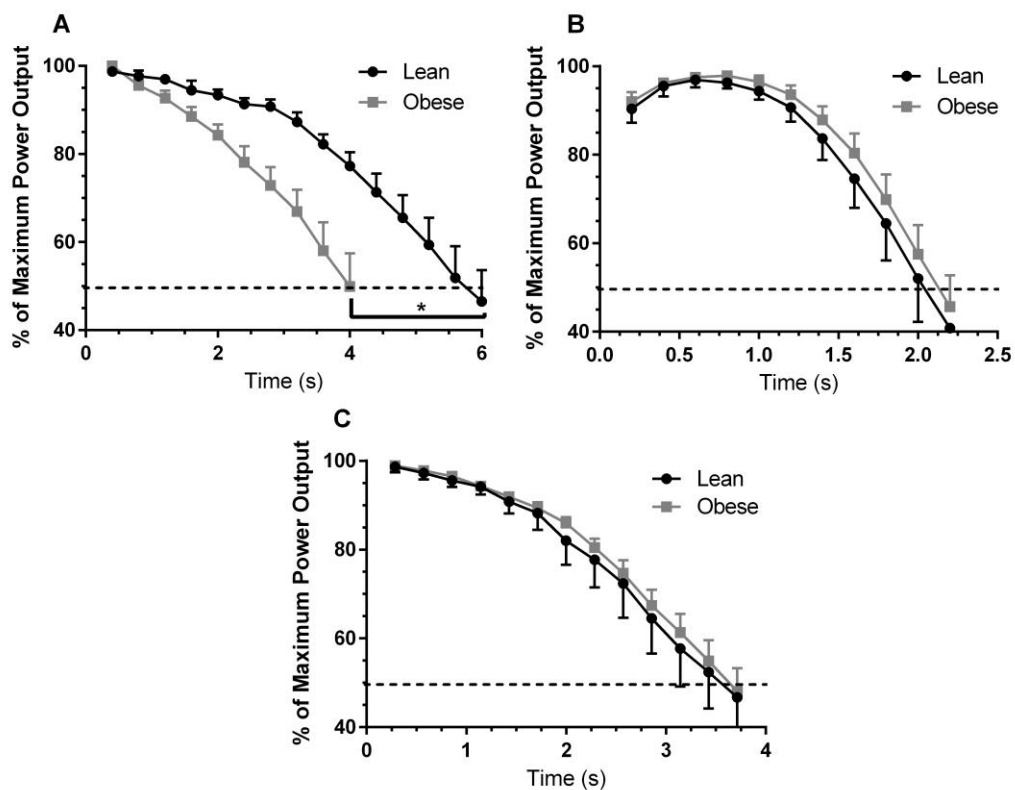 A
% of Maximum Power Output
100
80
60
40
0
2
4
6
Time (s)
Lean
Obese
*
B
% of Maximum Power Output
100
80
60
40
0.0
0.5
1.0
1.5
2.0
2.5
Time (s)
Lean
Obese
C
% of Maximum Power Output
100
80
60
40
0
1
2
3
4
Time (s)
Lean
Obese